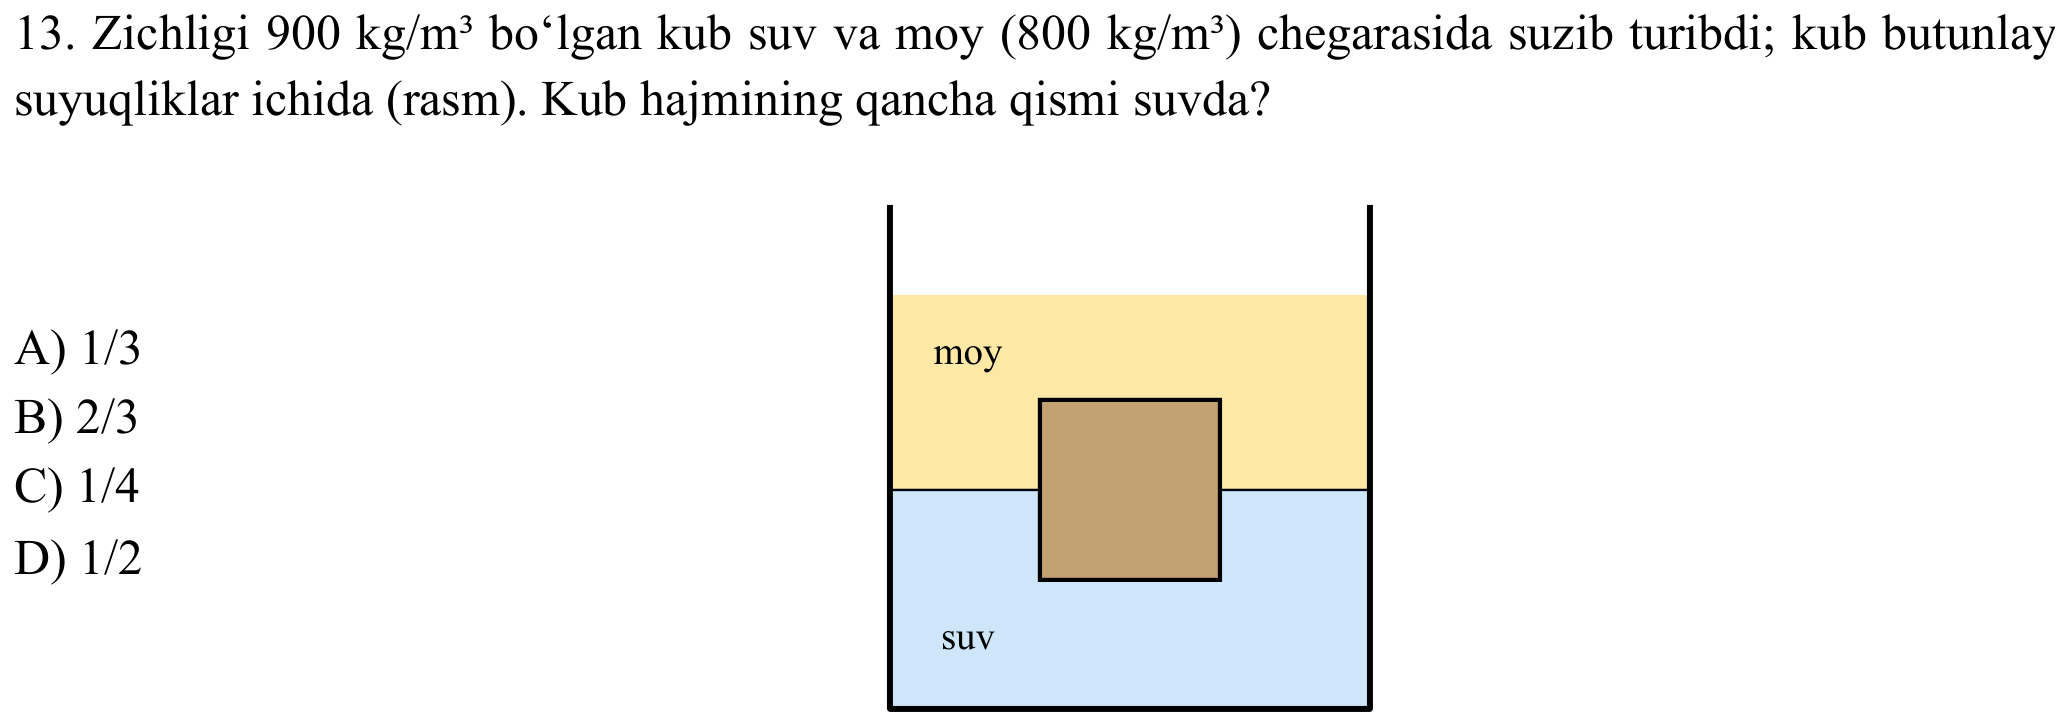 13. Zichligi 900 kg/m³ bo‘lgan kub suv va moy (800 kg/m³) chegarasida suzib turibdi; kub butunlay
suyuqliklar ichida (rasm). Kub hajmining qancha qismi suvda?
A) 1/3
B) 2/3
C) 1/4
D) 1/2
moy
suv